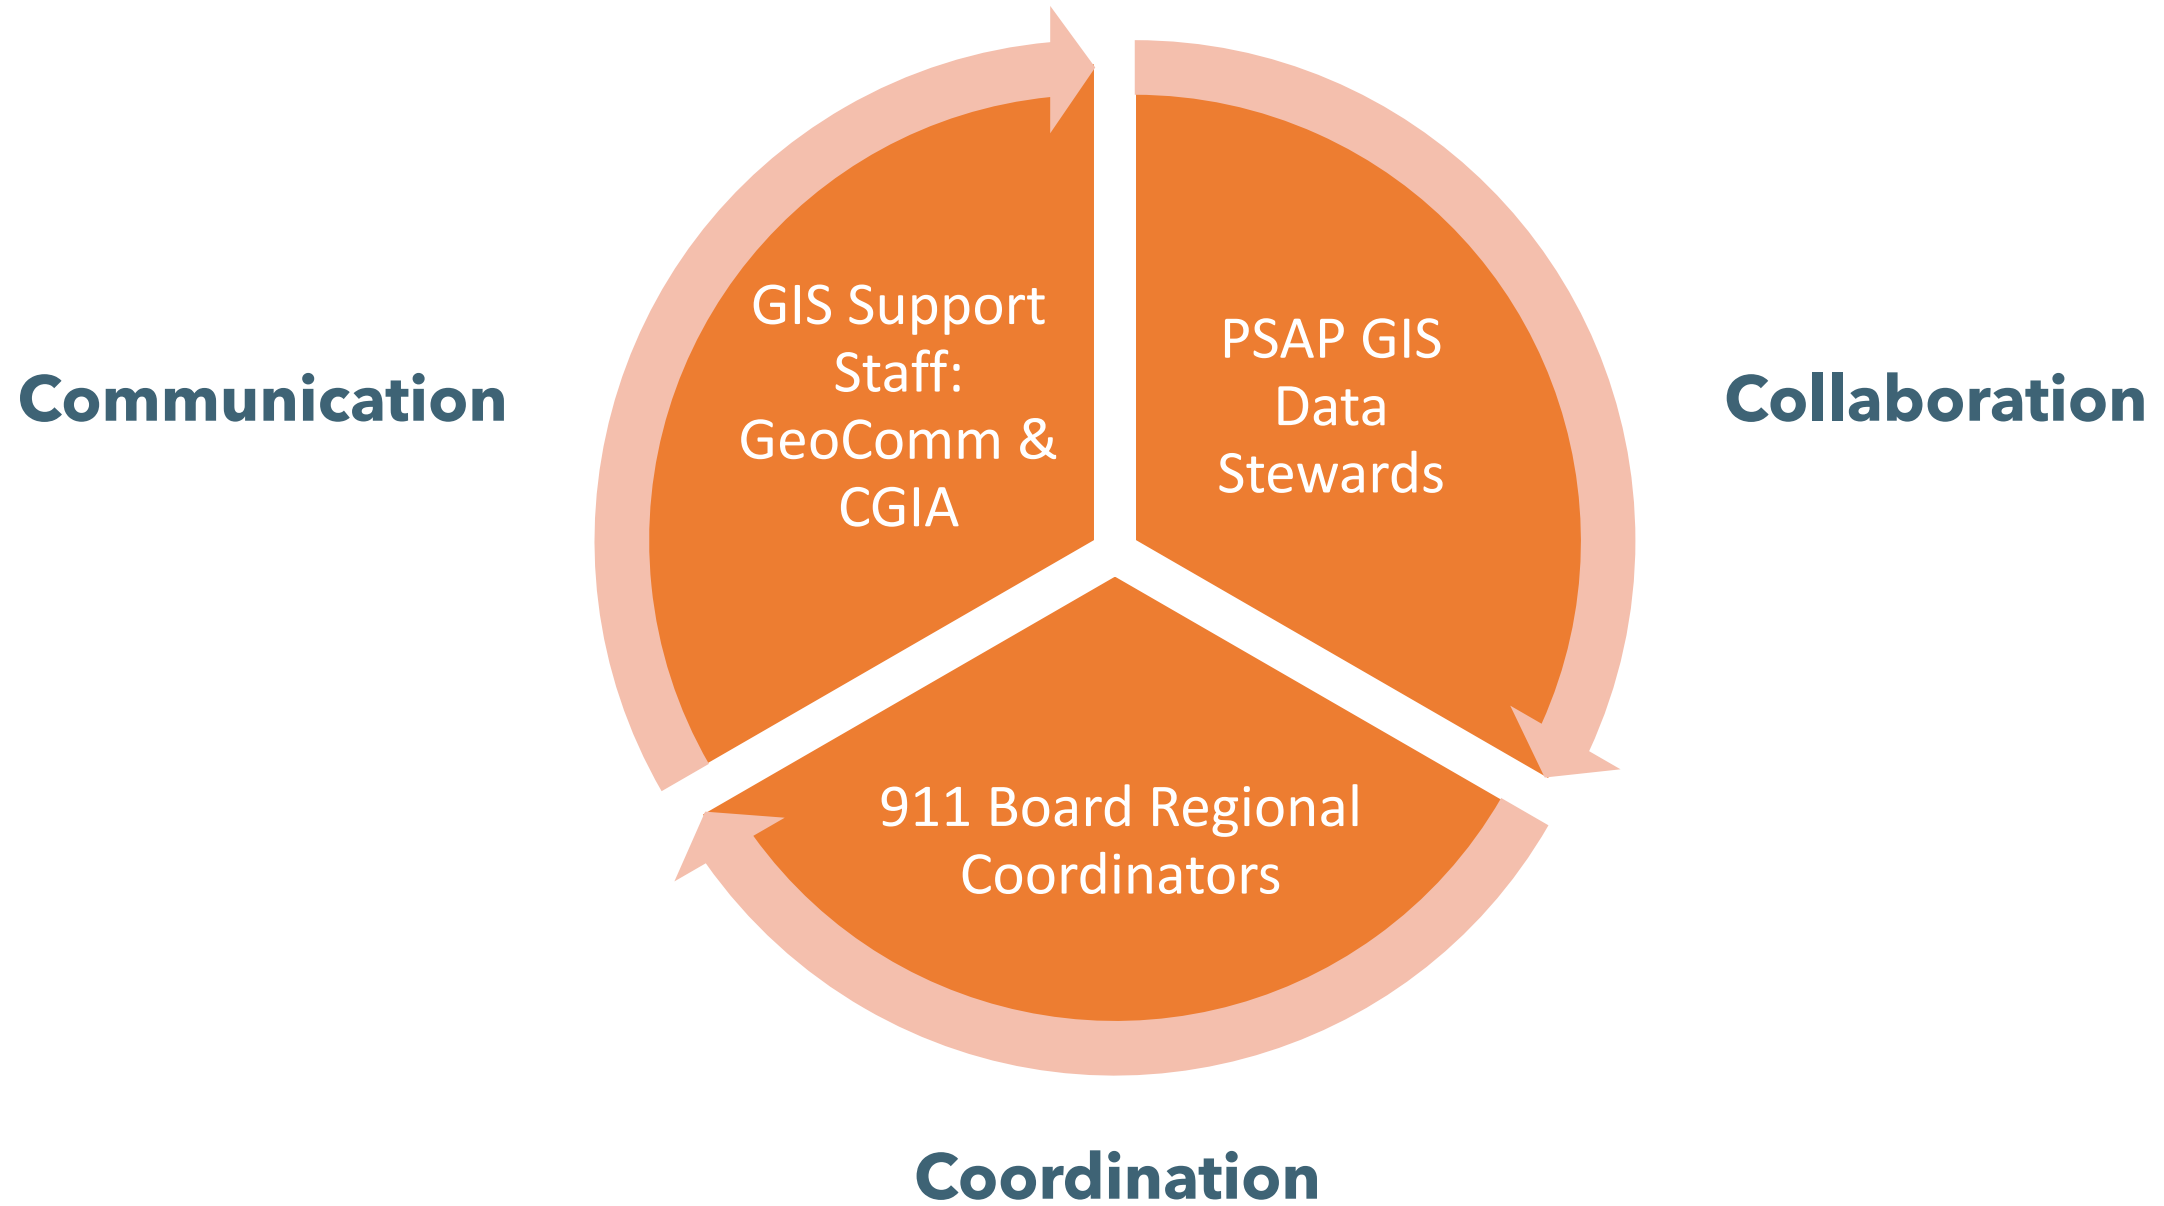 Communication
GIS Support
Staff:
GeoComm &
CGIA
PSAP GIS
Data
Stewards
Collaboration
911 Board Regional
Coordinators
Coordination